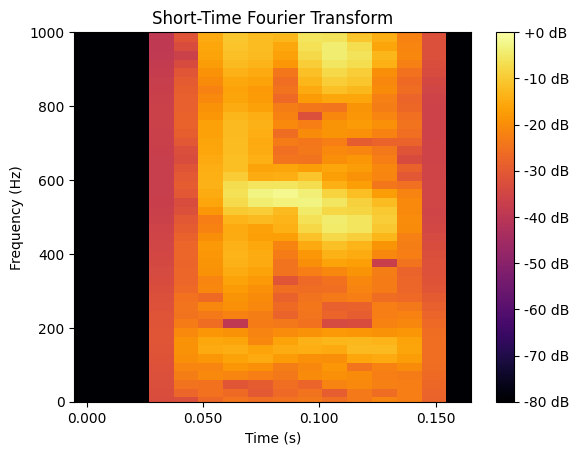 Short-Time Fourier Transform
1000
800
600
400
200
0
Frequency (Hz)
0.000
0.050
0.100
0.150
Time (s)
+0 dB
-10 dB
-20 dB
-30 dB
-40 dB
-50 dB
-60 dB
-70 dB
-80 dB